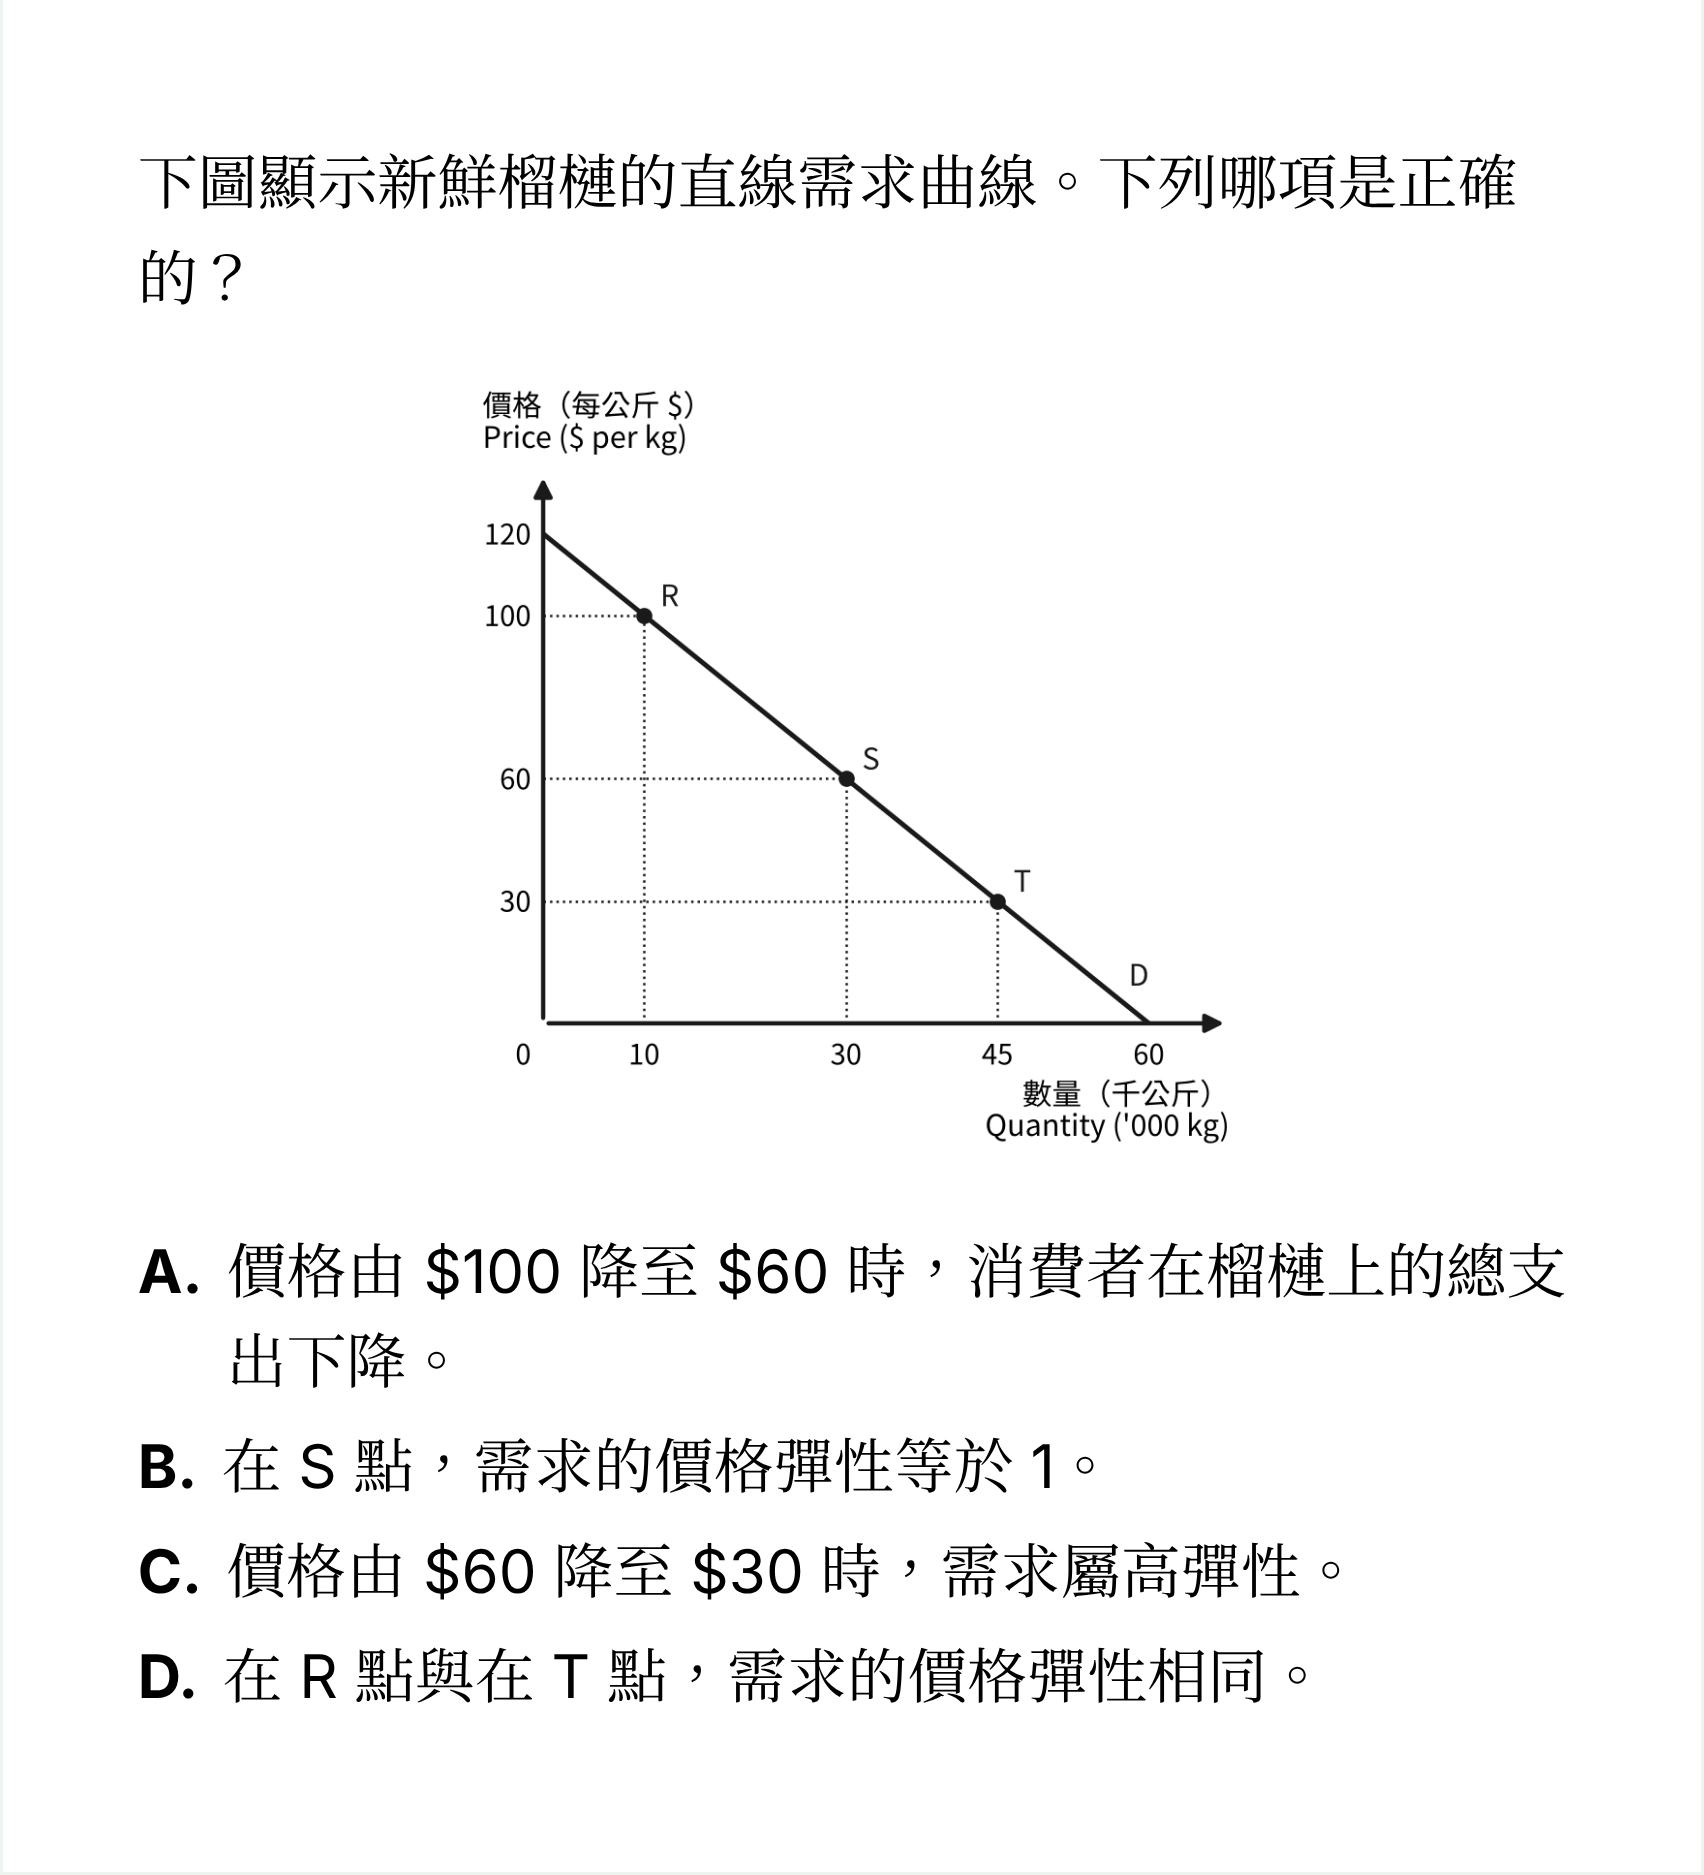 下圖顯示新鮮榴槤的直線需求曲線。下列哪項是正確
的？
價格（每公斤 $）
Price ($ per kg)
120
R
100
S
60
T
30
D
0 10 30 45 60
數量（千公斤）
Quantity ('000 kg)
A. 價格由 $100 降至 $60 時，消費者在榴槤上的總支
出下降。
B. 在 S 點，需求的價格彈性等於 1。
C. 價格由 $60 降至 $30 時，需求屬高彈性。
D. 在 R 點與在 T 點，需求的價格彈性相同。